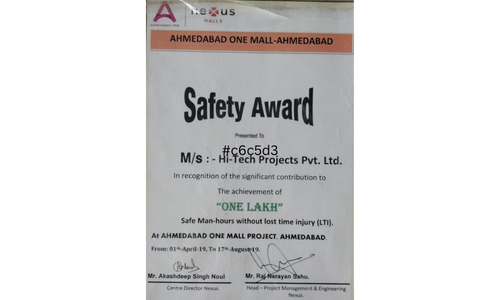 AHMEDABAD ONE
nexus
MALLS
AHMEDABAD ONE MALL-AHMEDABAD
Safety Award
Presented To
#c6c5d3
M/s : - Hi-Tech Projects Pvt. Ltd.
In recognition of the significant contribution to
The achievement of
“ONE LAKH”
Safe Man-hours without lost time injury (LTI).
At AHMEDABAD ONE MALL PROJECT, AHMEDABAD.
From: 01st-April-19, To 17th-August-19.
Mr. Akashdeep Singh Noul
Mr. Raj Narayan Sahu.
Centre Director Nexus
Head – Project Management & Engineering
Nexus.